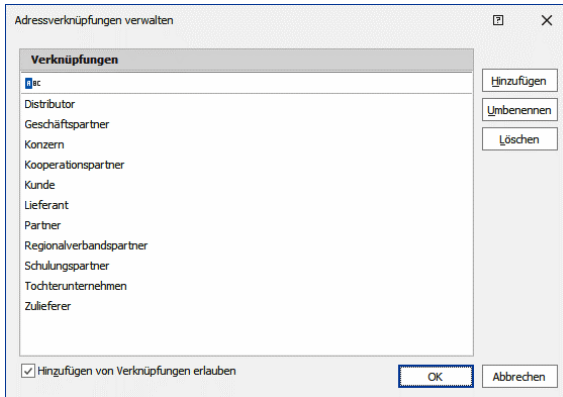 Adressverknüpfungen verwalten
Verknüpfungen
ABC
Distributor
Geschäftspartner
Konzern
Kooperationspartner
Kunde
Lieferant
Partner
Regionalverbandspartner
Schulungspartner
Tochterunternehmen
Zulieferer
Hinzufügen
Umbenennen
Löschen
Hinzufügen von Verknüpfungen erlauben
OK
Abbrechen